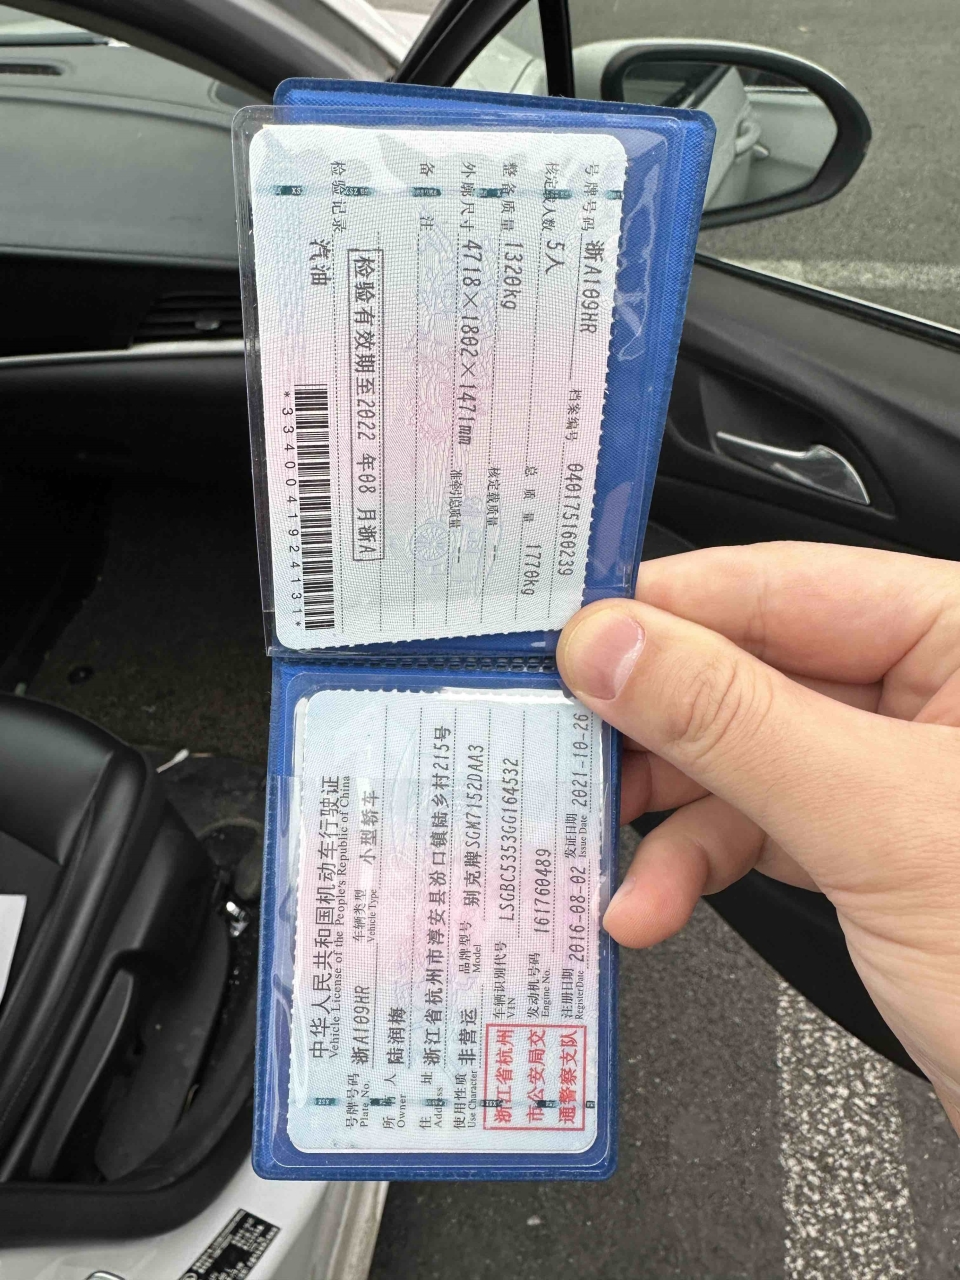 中华人民共和国机动车行驶证
Vehicle License of the People's Republic of China
号牌号码 浙A109HR 车辆类型 小型轿车
Plate No. Vehicle Type
所有人 陆润梅
Owner
住址 浙江省杭州市淳安县汾口镇陆乡村215号
Address
使用性质 非营运 品牌型号 别克牌SGM7152DAA3
Use Character Model
浙江省杭州
市公安局交
通警察支队
车辆识别代号 LSGBC5353GG164532
VIN
发动机号码 161760489
Engine No.
注册日期 2016-08-02 发证日期 2021-10-26
Register Date Issue Date
号牌号码 浙A109HR 档案编号 040175160239
核定载人数 5人 总质量 1770kg
整备质量 1320kg 核定载质量 --
外廓尺寸 4718×1802×1471mm 准牵引总质量 --
备注
检验有效期至2022年08月浙A
检验记录
汽油
*3340041924131*